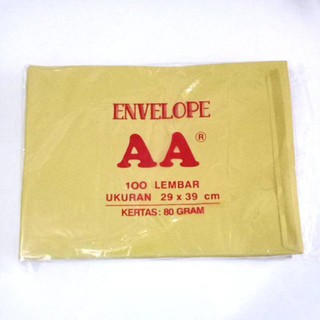 ENVELOPE
AA®
100 LEMBAR
UKURAN 29 x 39 cm
KERTAS: 80 GRAM